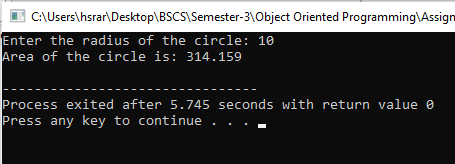 C:\Users\hsrar\Desktop\BSCS\Semester-3\Object Oriented Programming\Assign
Enter the radius of the circle: 10
Area of the circle is: 314.159
--------------------------------
Process exited after 5.745 seconds with return value 0
Press any key to continue . . .